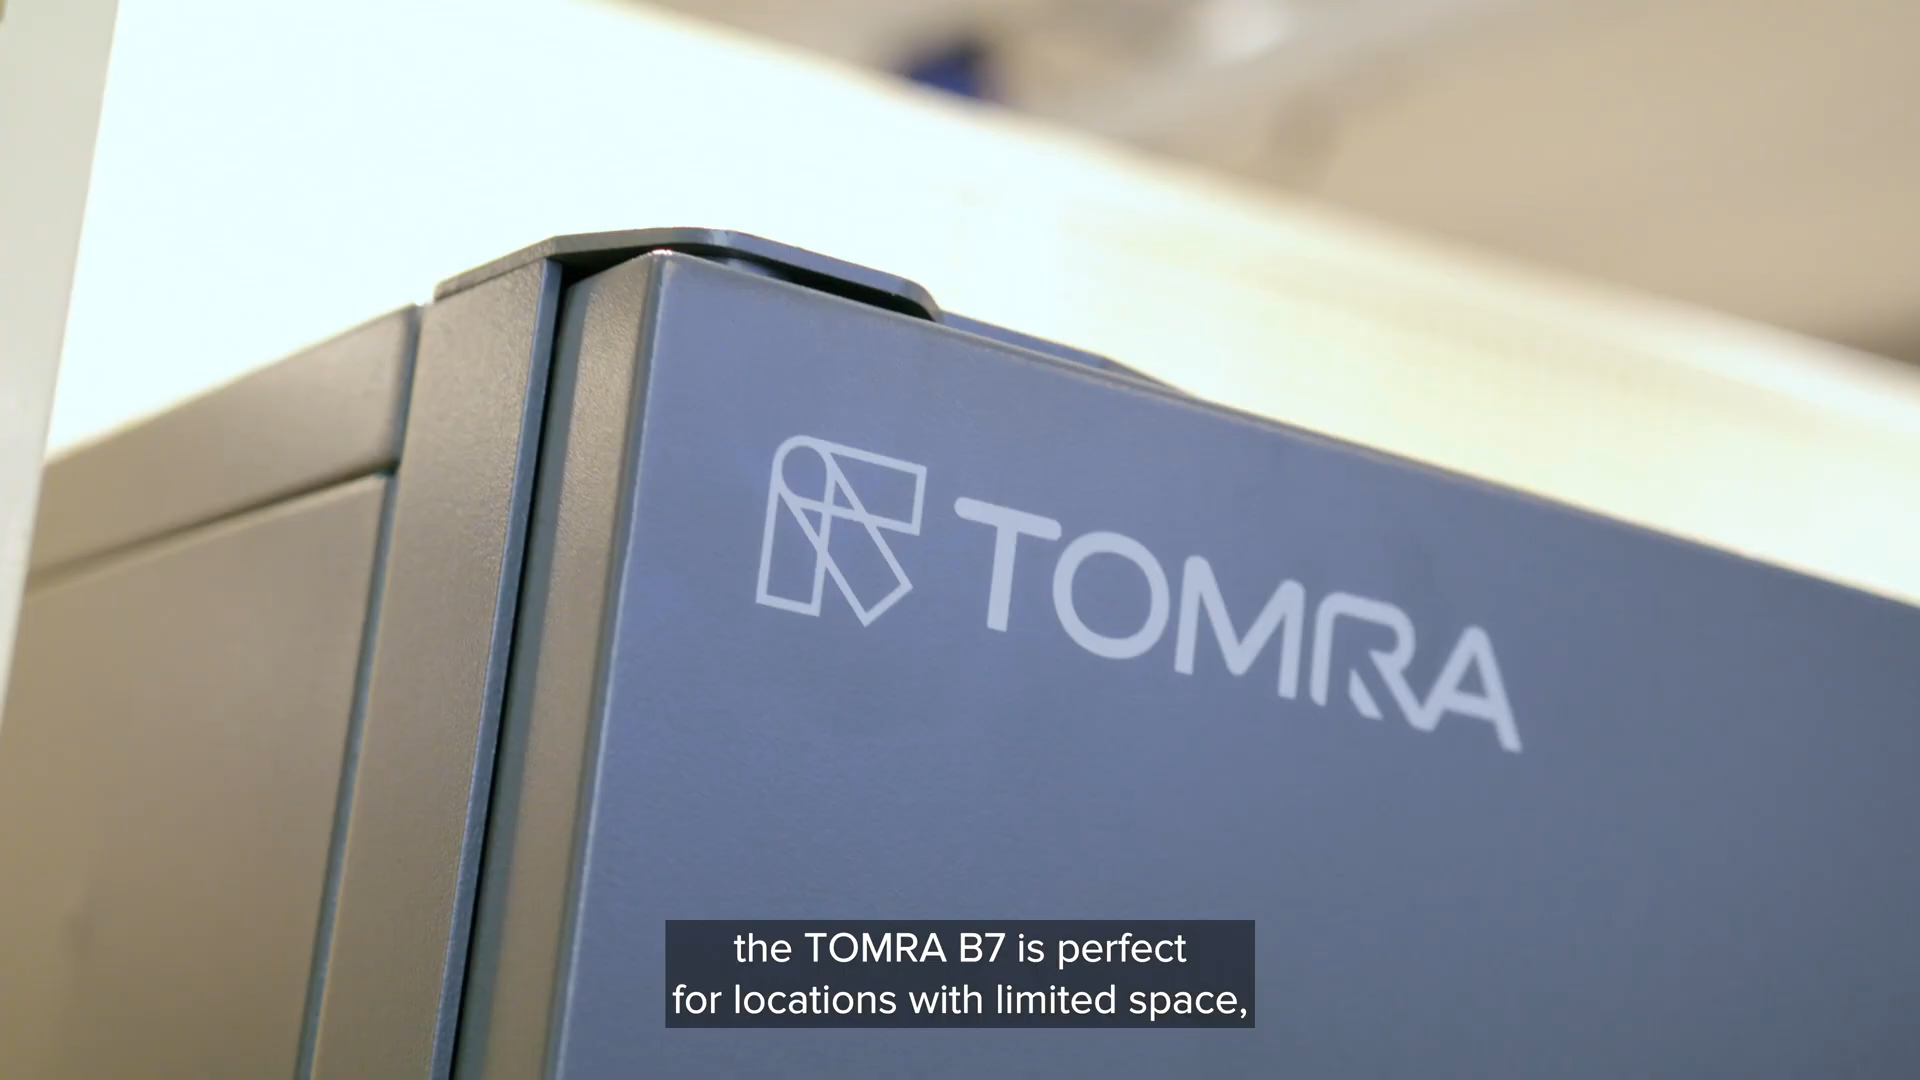 TOMRA
the TOMRA B7 is perfect
for locations with limited space,